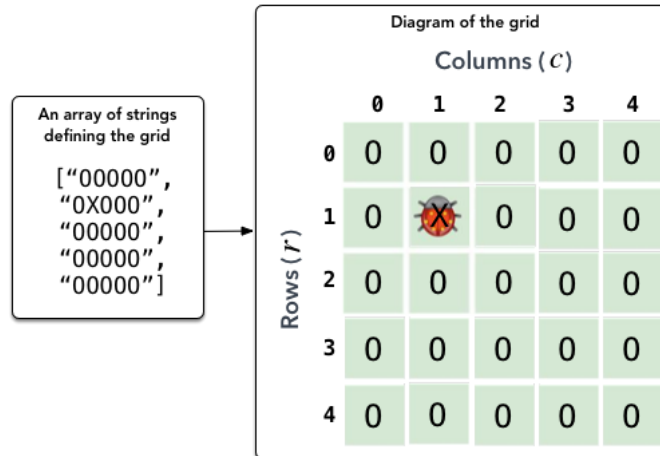 An array of strings
defining the grid
[“00000”,
“0X000”,
“00000”,
“00000”,
“00000”]
Diagram of the grid
Columns (c)
0 1 2 3 4
Rows (r)
0 0 0 0 0 0
1 0 X 0 0 0
2 0 0 0 0 0
3 0 0 0 0 0
4 0 0 0 0 0